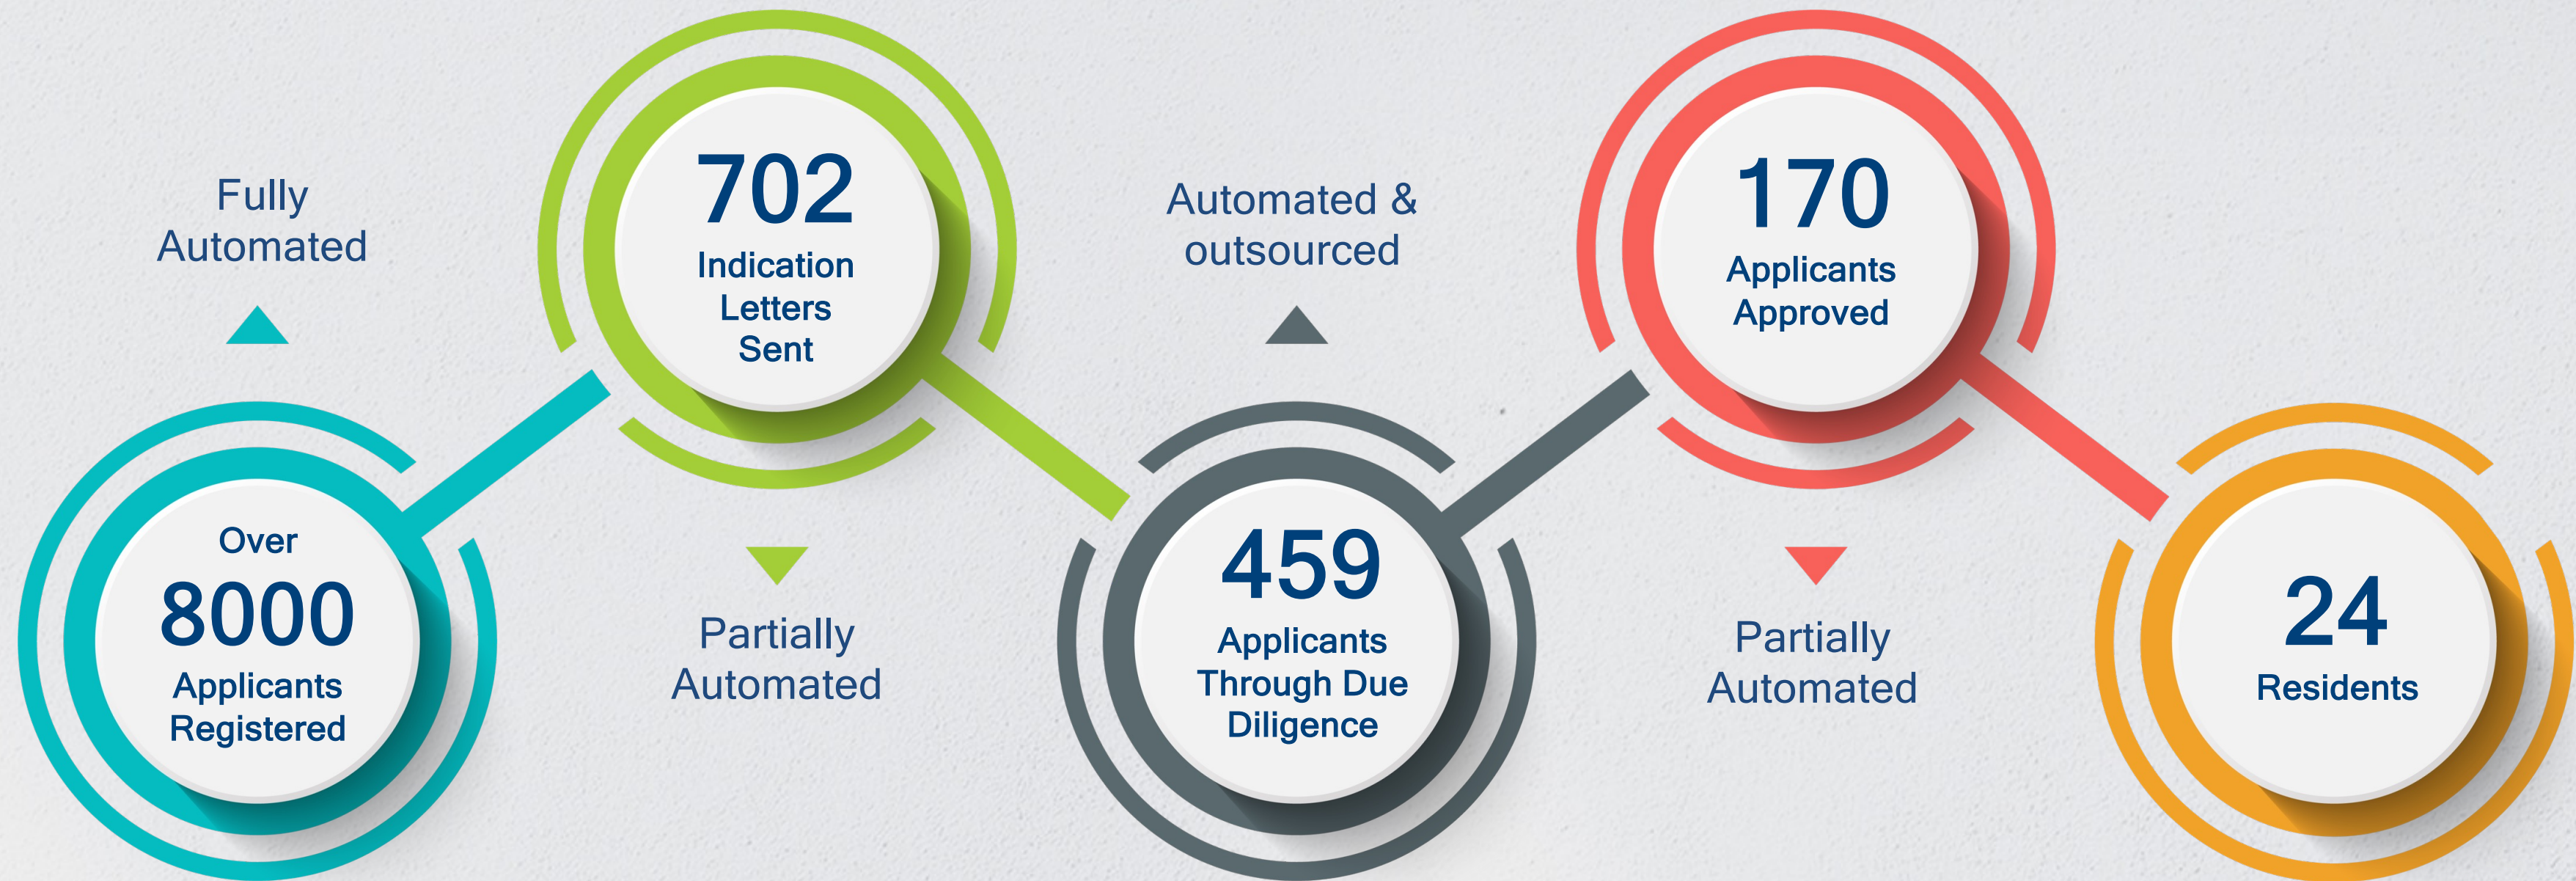 Fully
Automated
Over
8000
Applicants
Registered
702
Indication
Letters
Sent
Partially
Automated
Automated &
outsourced
459
Applicants
Through Due
Diligence
170
Applicants
Approved
Partially
Automated
24
Residents